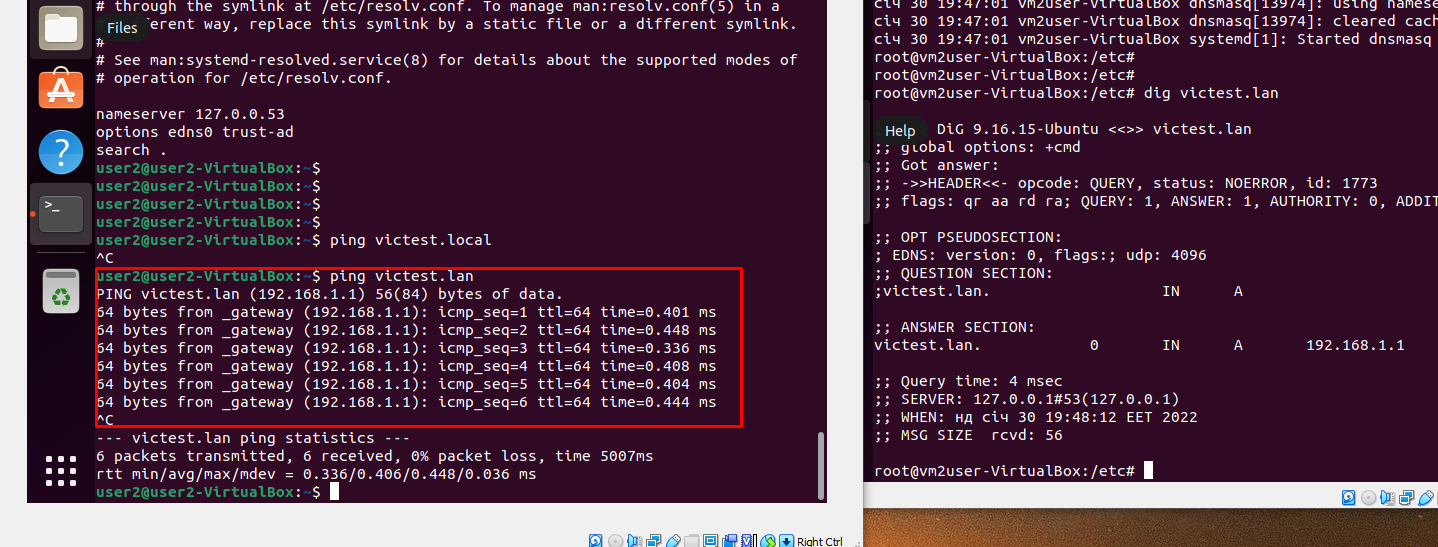 # through the symlink at /etc/resolv.conf. To manage man:resolv.conf(5) in a
Files
erent way, replace this symlink by a static file or a different symlink.
#
# See man:systemd-resolved.service(8) for details about the supported modes of
# operation for /etc/resolv.conf.
nameserver 127.0.0.53
options edns0 trust-ad
search .
user2@user2-VirtualBox:~$
user2@user2-VirtualBox:~$
user2@user2-VirtualBox:~$
user2@user2-VirtualBox:~$
user2@user2-VirtualBox:~$ ping victest.local
^C
user2@user2-VirtualBox:~$ ping victest.lan
PING victest.lan (192.168.1.1) 56(84) bytes of data.
64 bytes from _gateway (192.168.1.1): icmp_seq=1 ttl=64 time=0.401 ms
64 bytes from _gateway (192.168.1.1): icmp_seq=2 ttl=64 time=0.448 ms
64 bytes from _gateway (192.168.1.1): icmp_seq=3 ttl=64 time=0.336 ms
64 bytes from _gateway (192.168.1.1): icmp_seq=4 ttl=64 time=0.408 ms
64 bytes from _gateway (192.168.1.1): icmp_seq=5 ttl=64 time=0.404 ms
64 bytes from _gateway (192.168.1.1): icmp_seq=6 ttl=64 time=0.444 ms
^C
--- victest.lan ping statistics ---
6 packets transmitted, 6 received, 0% packet loss, time 5007ms
rtt min/avg/max/mdev = 0.336/0.406/0.448/0.036 ms
user2@user2-VirtualBox:~$
Right Ctrl
січ 30 19:47:01 vm2user-VirtualBox dnsmasq[13974]: using namese
січ 30 19:47:01 vm2user-VirtualBox dnsmasq[13974]: cleared cach
січ 30 19:47:01 vm2user-VirtualBox systemd[1]: Started dnsmasq
root@vm2user-VirtualBox:/etc#
root@vm2user-VirtualBox:/etc#
root@vm2user-VirtualBox:/etc# dig victest.lan
Help
DiG 9.16.15-Ubuntu <<>> victest.lan
;; global options: +cmd
;; Got answer:
;; ->>HEADER<<- opcode: QUERY, status: NOERROR, id: 1773
;; flags: qr aa rd ra; QUERY: 1, ANSWER: 1, AUTHORITY: 0, ADDIT
;; OPT PSEUDOSECTION:
; EDNS: version: 0, flags:; udp: 4096
;; QUESTION SECTION:
;victest.lan. IN A
;; ANSWER SECTION:
victest.lan. 0 IN A 192.168.1.1
;; Query time: 4 msec
;; SERVER: 127.0.0.1#53(127.0.0.1)
;; WHEN: нд січ 30 19:48:12 EET 2022
;; MSG SIZE rcvd: 56
root@vm2user-VirtualBox:/etc#